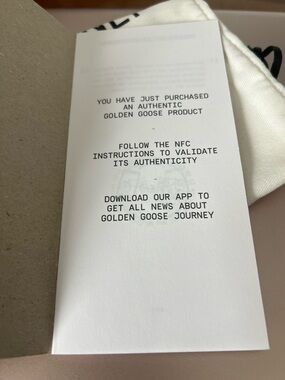 YOU HAVE JUST PURCHASED
AN AUTHENTIC
GOLDEN GOOSE PRODUCT
-
FOLLOW THE NFC
INSTRUCTIONS TO VALIDATE
ITS AUTHENTICITY
-
DOWNLOAD OUR APP TO
GET ALL NEWS ABOUT
GOLDEN GOOSE JOURNEY